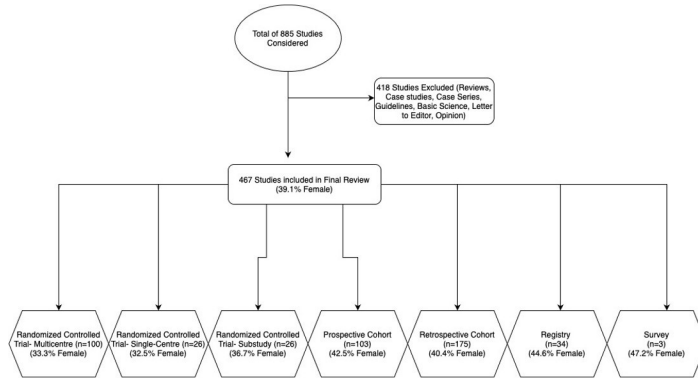 Total of 885 Studies
Considered
418 Studies Excluded (Reviews,
Case studies, Case Series,
Guidelines, Basic Science, Letter
to Editor, Opinion)
467 Studies included in Final Review
(39.1% Female)
Randomized Controlled
Trial- Multicentre (n=100)
(33.3% Female)
Randomized Controlled
Trial- Single-Centre (n=26)
(32.5% Female)
Randomized Controlled
Trial- Substudy (n=26)
(36.7% Female)
Prospective Cohort
(n=103)
(42.5% Female)
Retrospective Cohort
(n=175)
(40.4% Female)
Registry
(n=34)
(44.6% Female)
Survey
(n=3)
(47.2% Female)